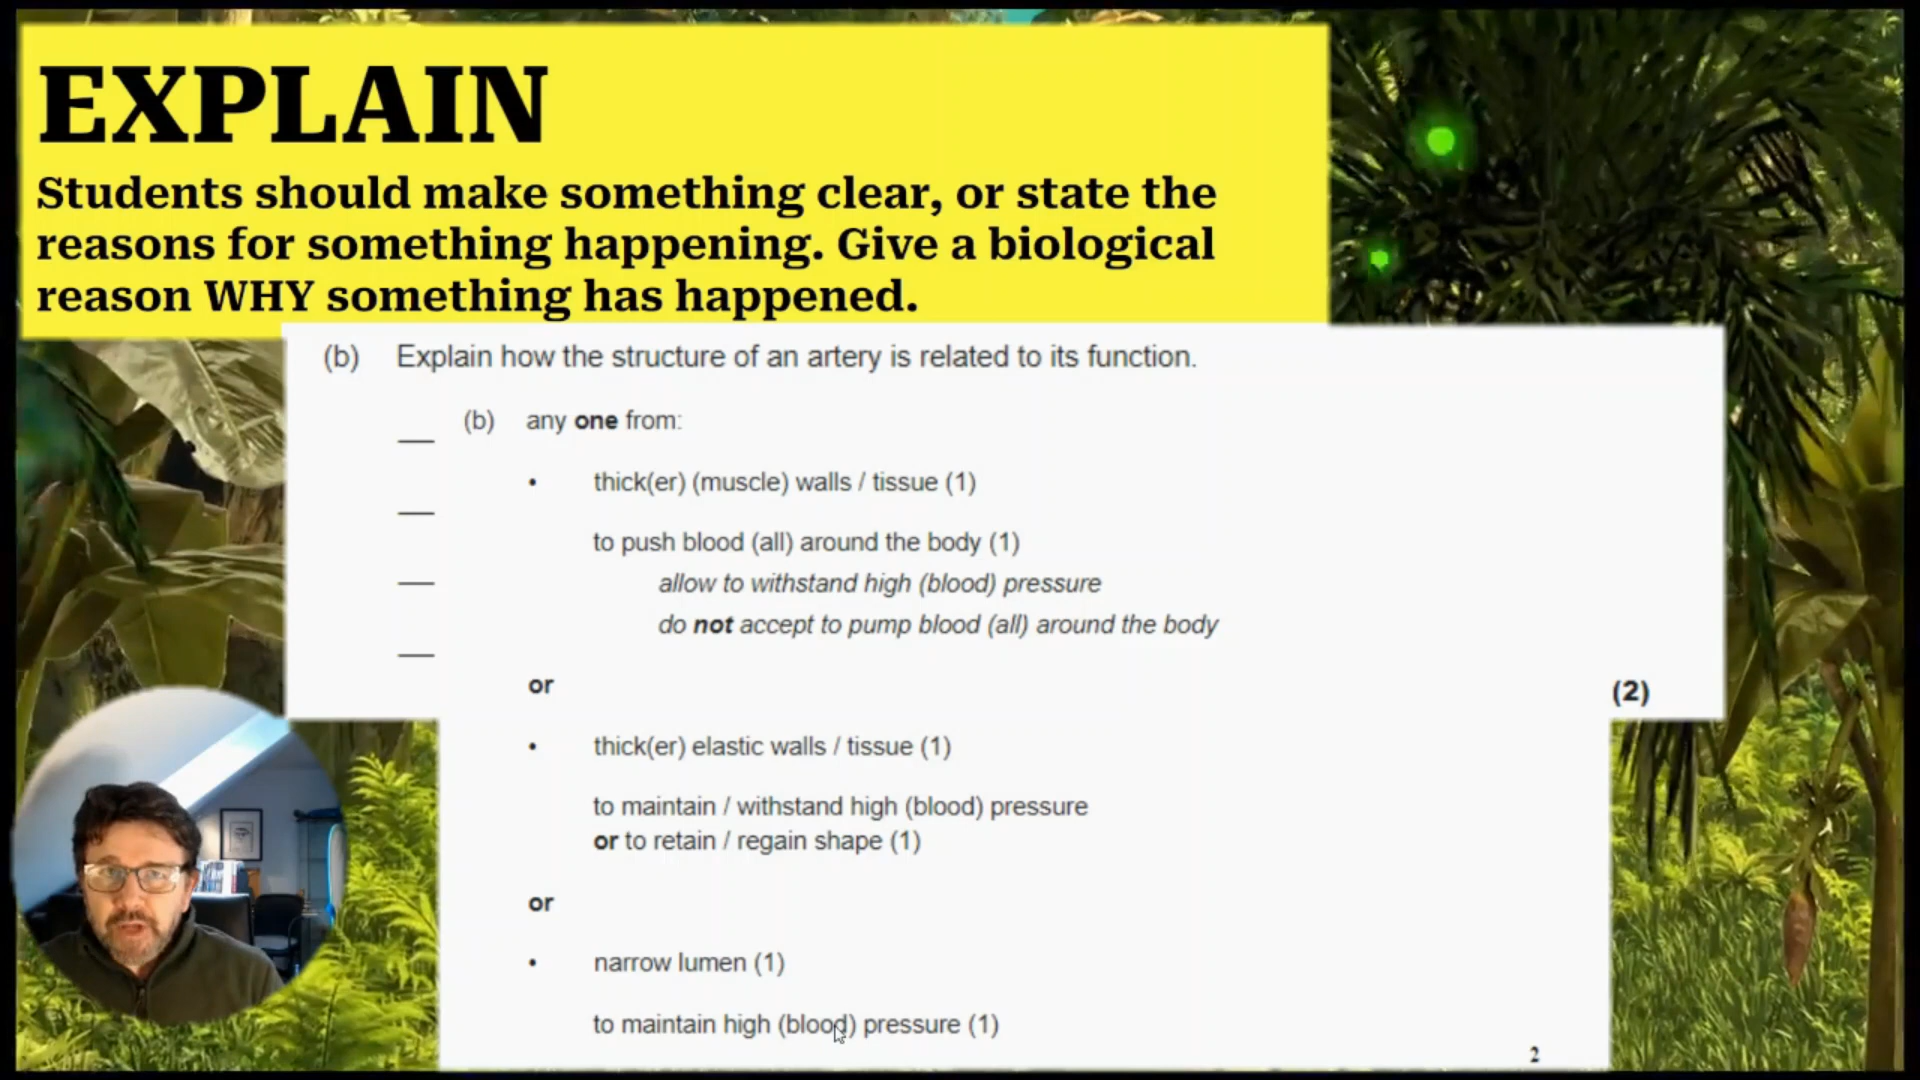 EXPLAIN
Students should make something clear, or state the
reasons for something happening. Give a biological
reason WHY something has happened.
(b) Explain how the structure of an artery is related to its function.
(b) any one from:
• thick(er) (muscle) walls / tissue (1)
to push blood (all) around the body (1)
allow to withstand high (blood) pressure
do not accept to pump blood (all) around the body
or
(2)
• thick(er) elastic walls / tissue (1)
to maintain / withstand high (blood) pressure
or to retain / regain shape (1)
or
• narrow lumen (1)
to maintain high (blood) pressure (1)
2